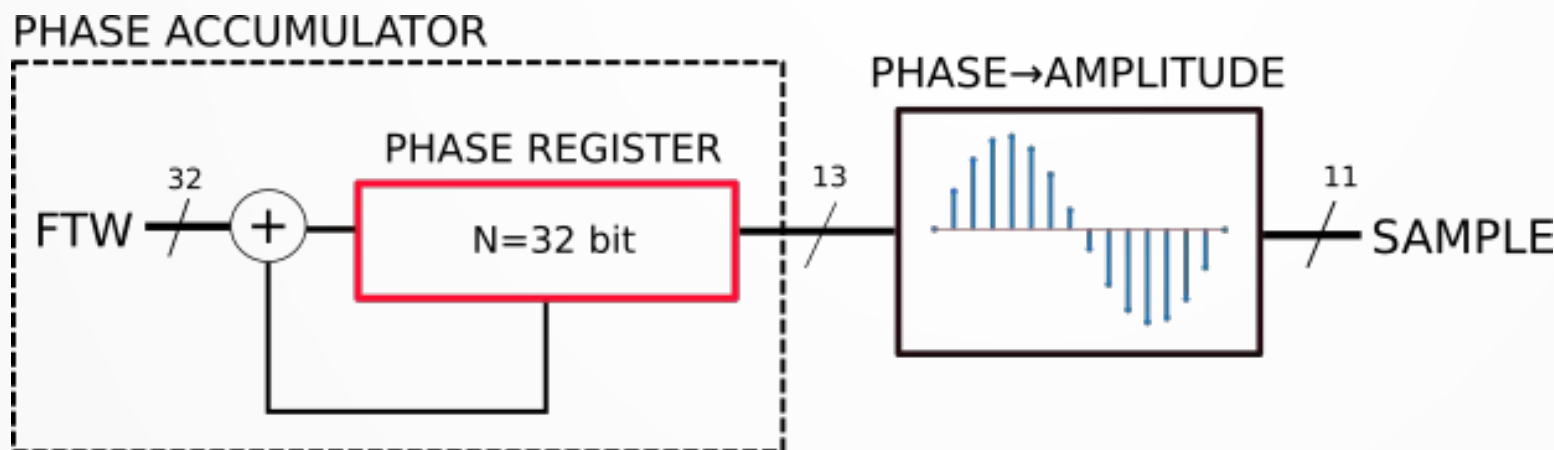 PHASE ACCUMULATOR
PHASE→AMPLITUDE
PHASE REGISTER
32
13
11
FTW
+
N=32 bit
SAMPLE